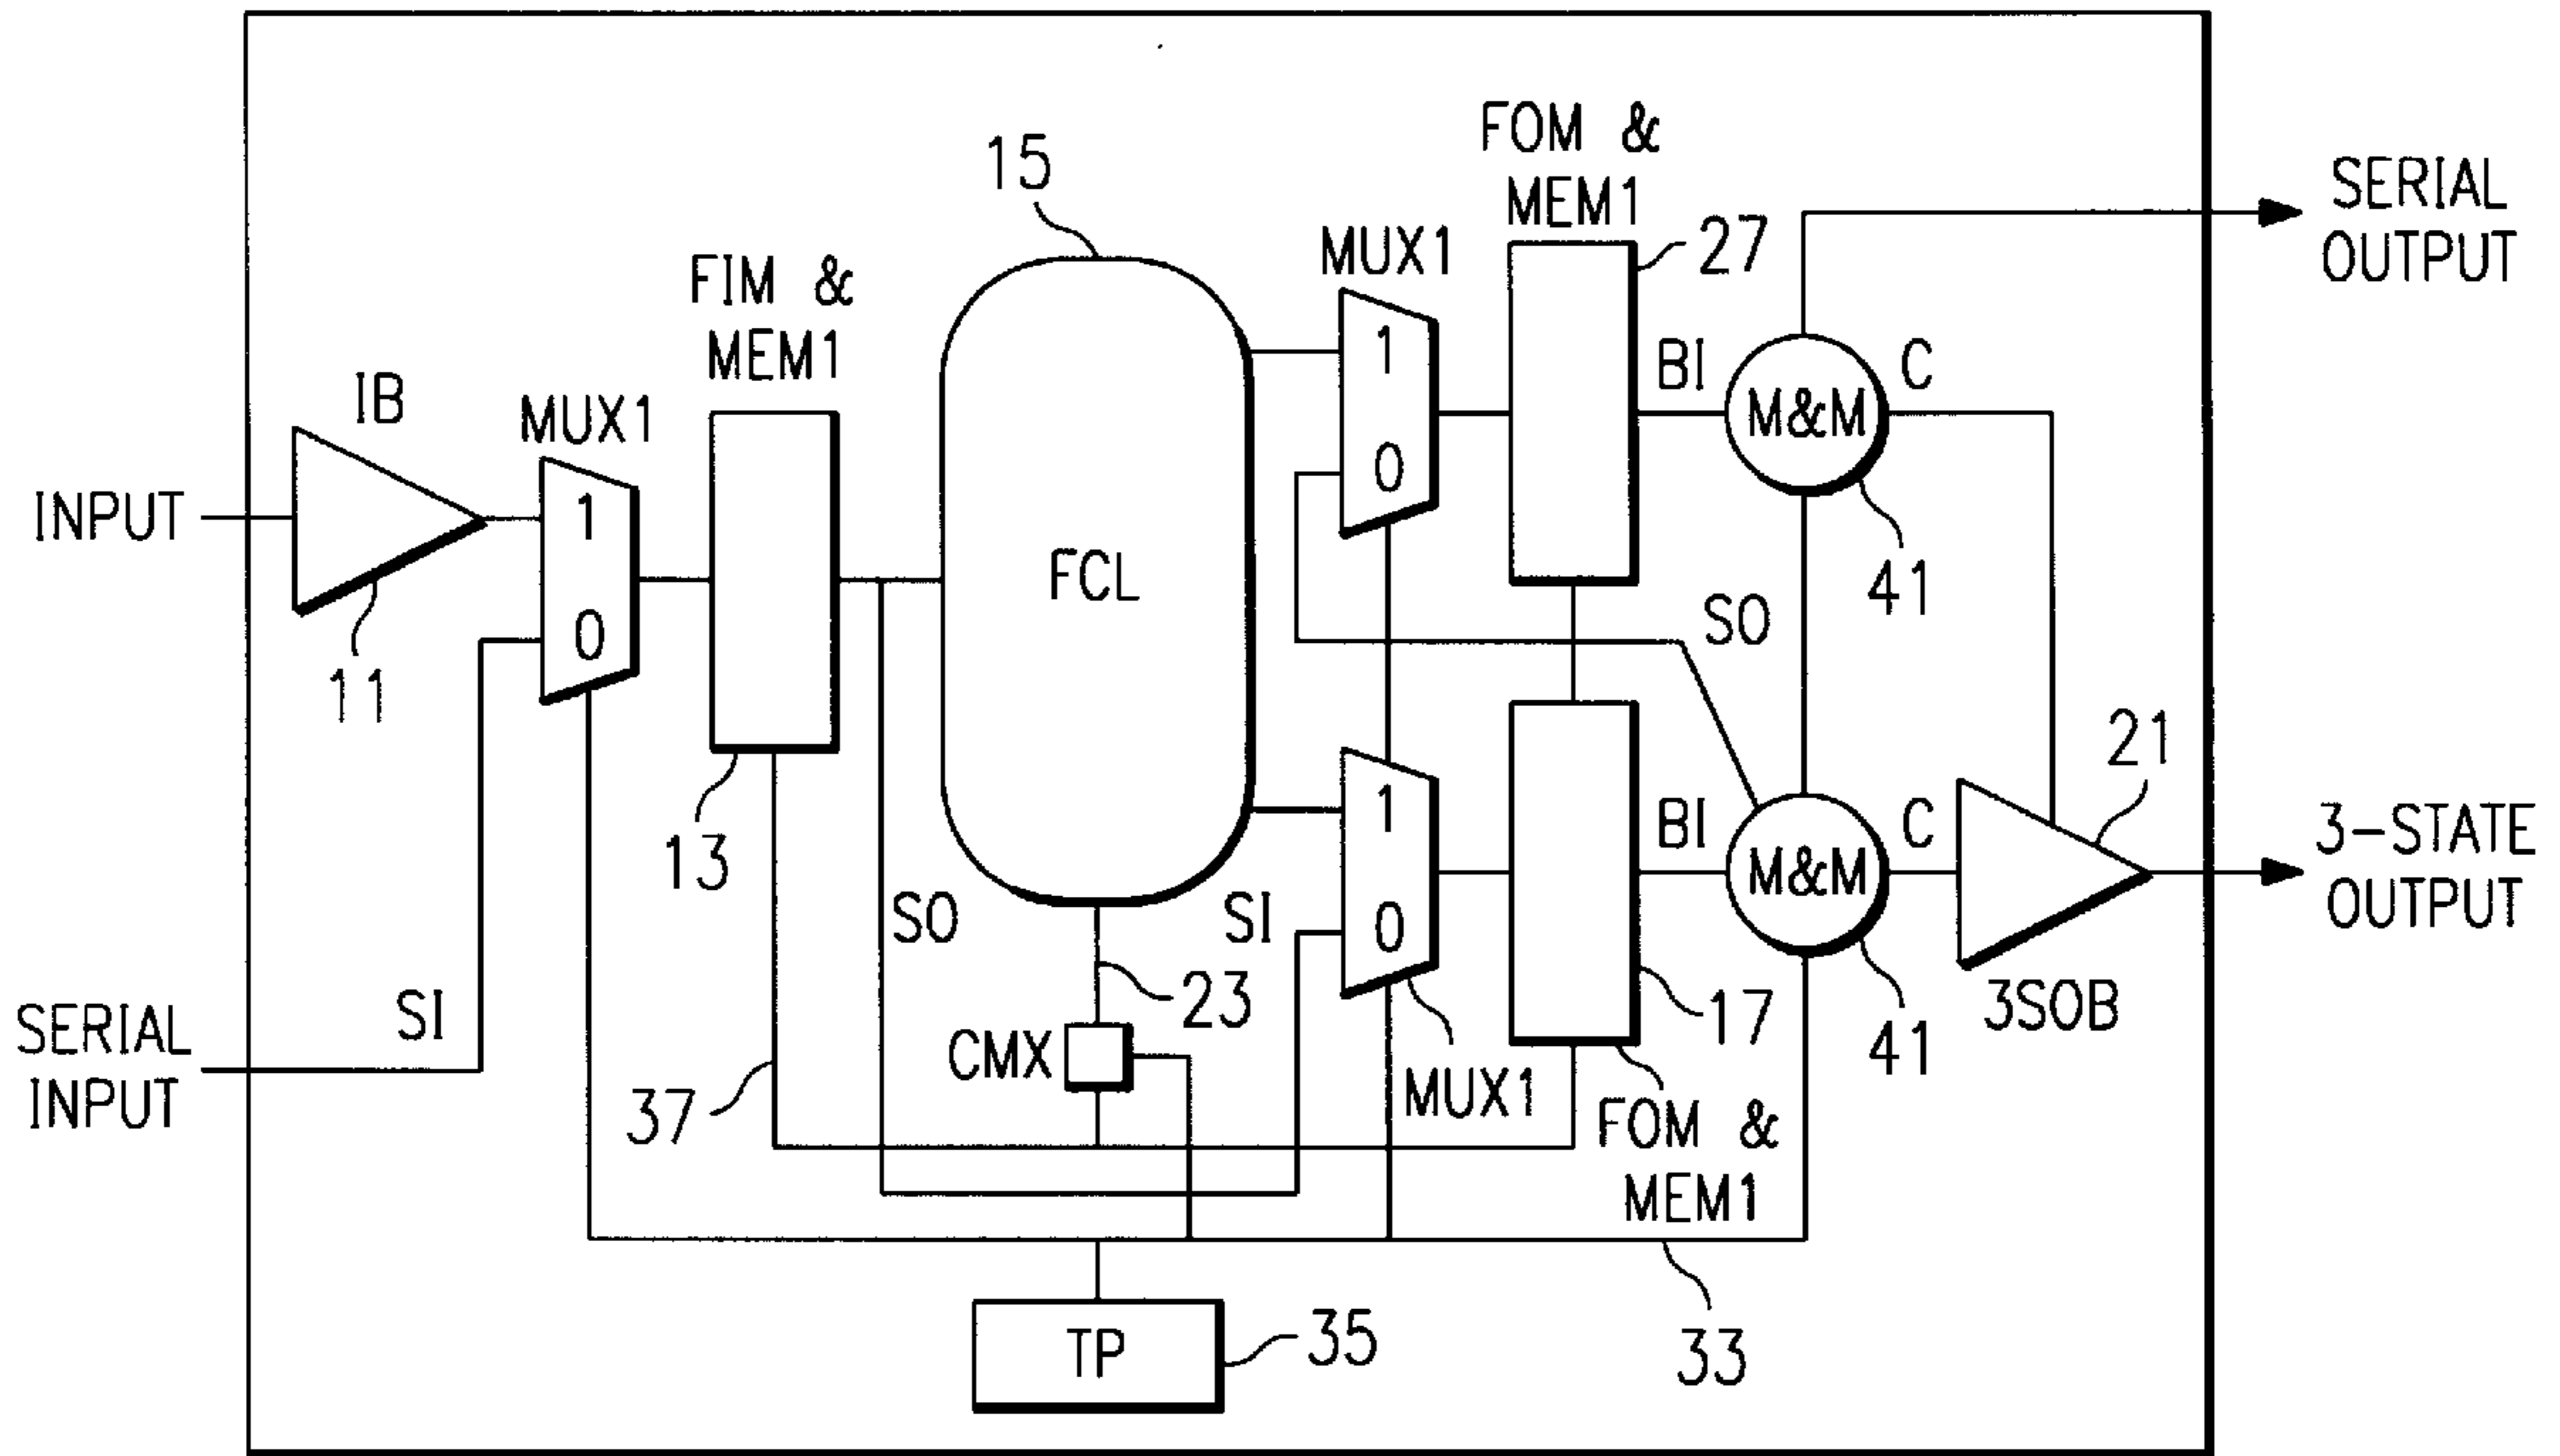 15
FOM &
MEM1
27
SERIAL
OUTPUT
MUX1
1
0
FIM &
MEM1
IB
MUX1
1
0
INPUT
11
13
FCL
BI
M&M
C
41
SO
21
3-STATE
OUTPUT
1
0
BI
M&M
C
41
3SOB
SO
SI
23
17
SI
SERIAL
INPUT
CMX
37
MUX1
FOM &
MEM1
TP
35
33